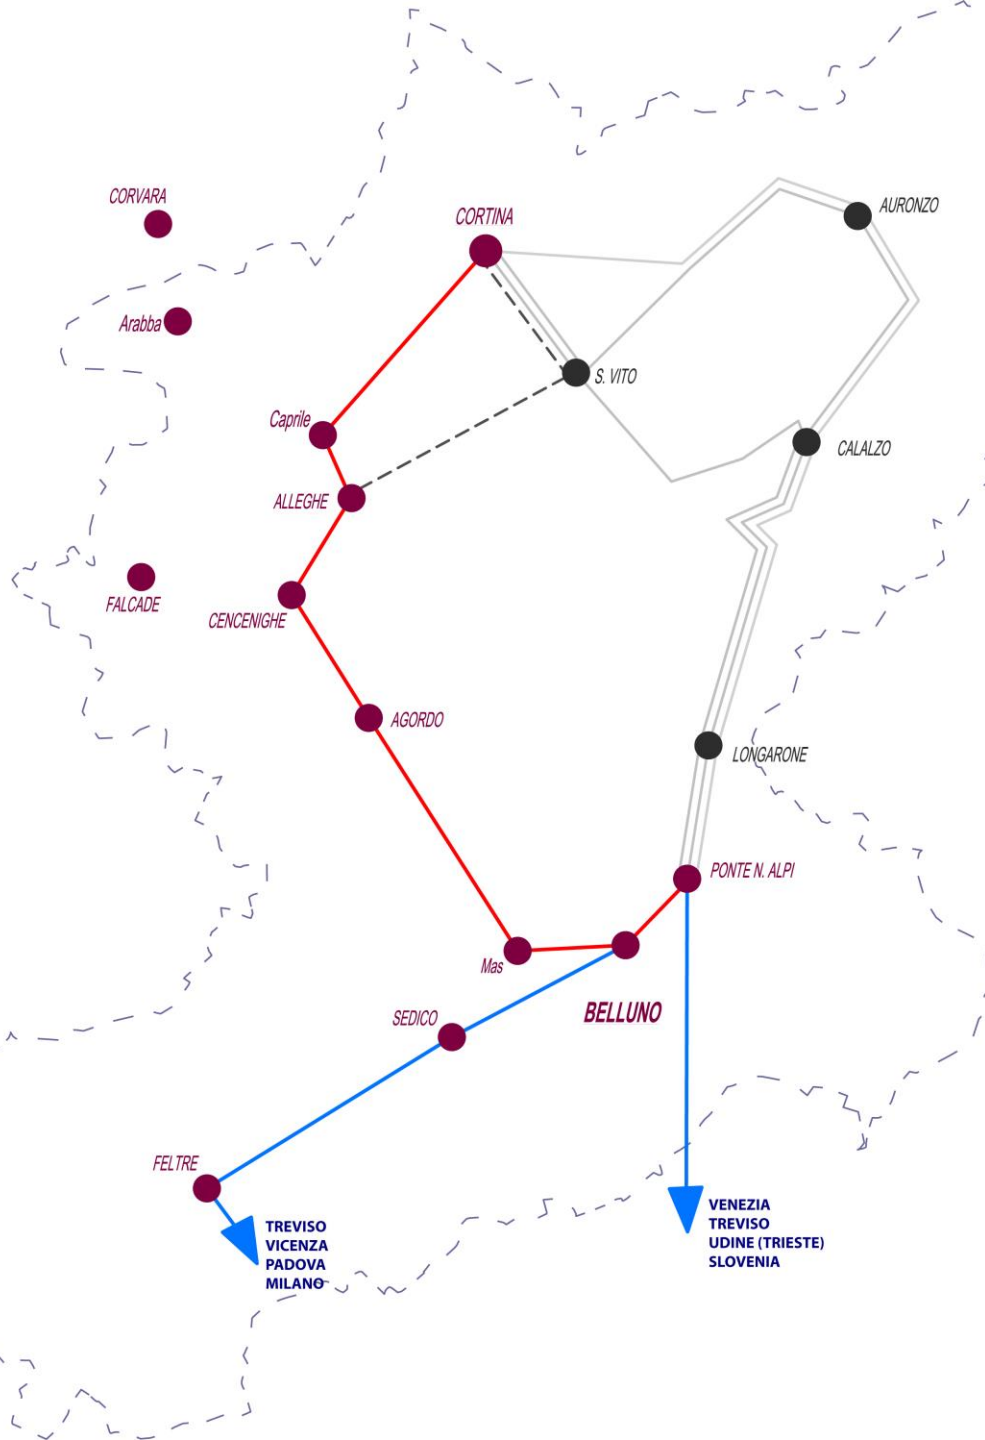 CORVARA
AURONZO
CORTINA
Arabba
S. VITO
Caprile
CALALZO
ALLEGHE
FALCADE
CENCENIGHE
AGORDO
LONGARONE
PONTE N. ALPI
Mas
BELLUNO
SEDICO
FELTRE
VENEZIA
TREVISO
UDINE (TRIESTE)
SLOVENIA
TREVISO
VICENZA
PADOVA
MILANO